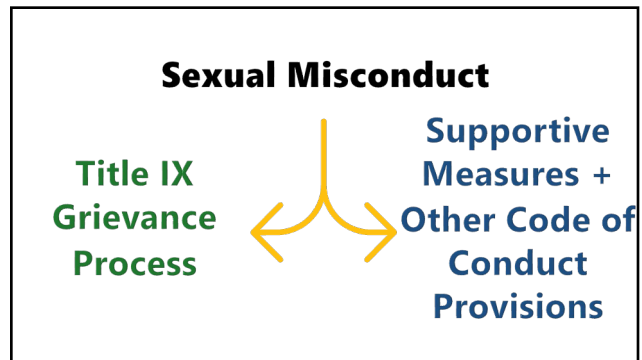 Sexual Misconduct
Title IX
Grievance
Process
Supportive
Measures +
Other Code of
Conduct
Provisions